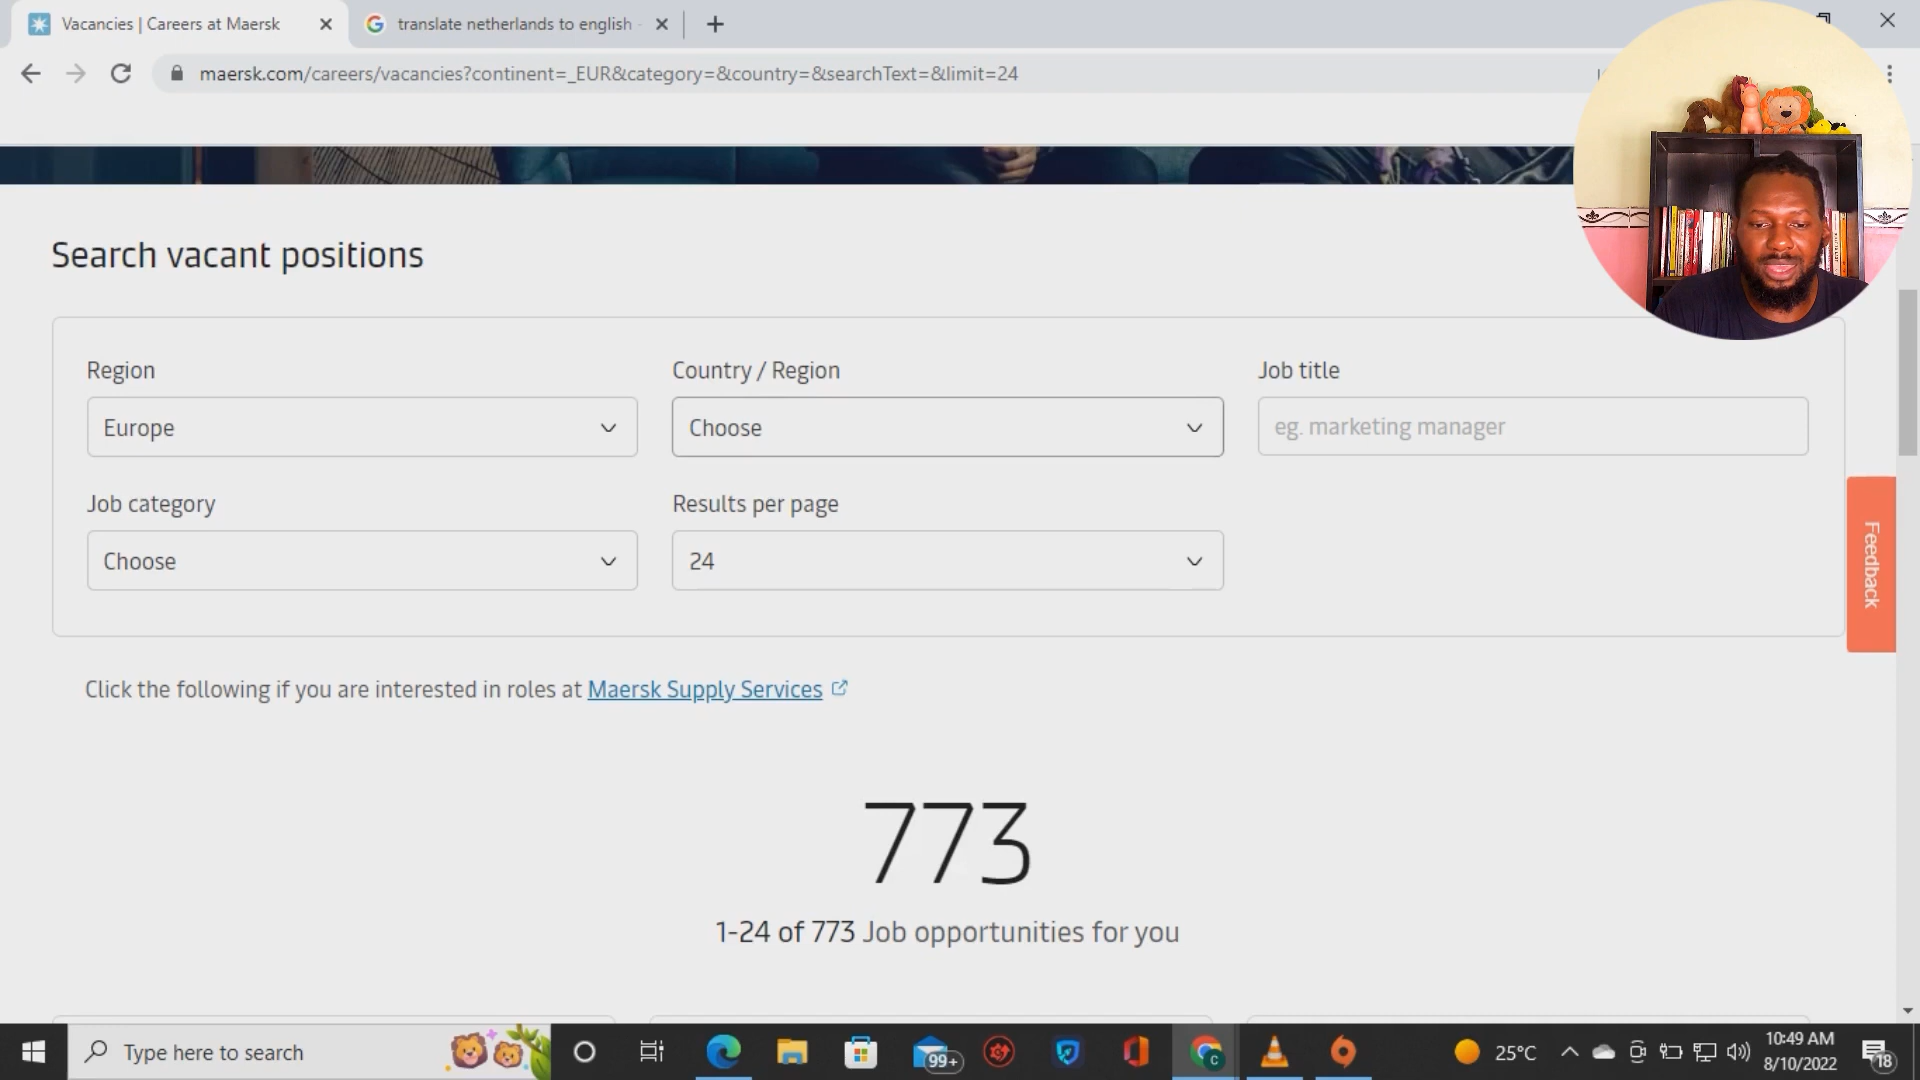 Vacancies | Careers at Maersk
translate netherlands to english
maersk.com/careers/vacancies?continent=_EUR&category=&country=&searchText=&limit=24
Search vacant positions
Region
Country / Region
Job title
Europe
Choose
eg. marketing manager
Job category
Results per page
Choose
24
Feedback
Click the following if you are interested in roles at Maersk Supply Services
773
1-24 of 773 Job opportunities for you
Type here to search
99+
C
25°C
10:49 AM
8/10/2022
18